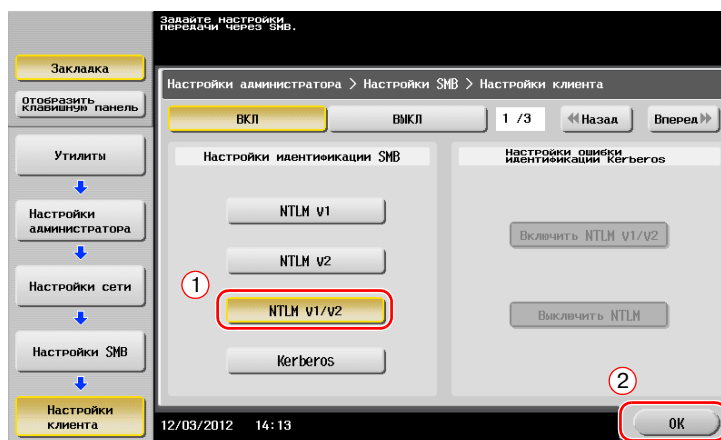 Задайте настройки
передачи через SMB.
Закладка
Отобразить
клавишную панель
Утилиты
Настройки
администратора
Настройки сети
Настройки SMB
Настройки
клиента
Настройки администратора > Настройки SMB > Настройки клиента
ВКЛ ВЫКЛ 1 /3 Назад Вперед
Настройки идентификации SMB
NTLM v1
NTLM v2
1
NTLM v1/v2
Kerberos
Настройки ошибки
идентификации Kerberos
Включить NTLM v1/v2
Выключить NTLM
2
12/03/2012 14:13 OK